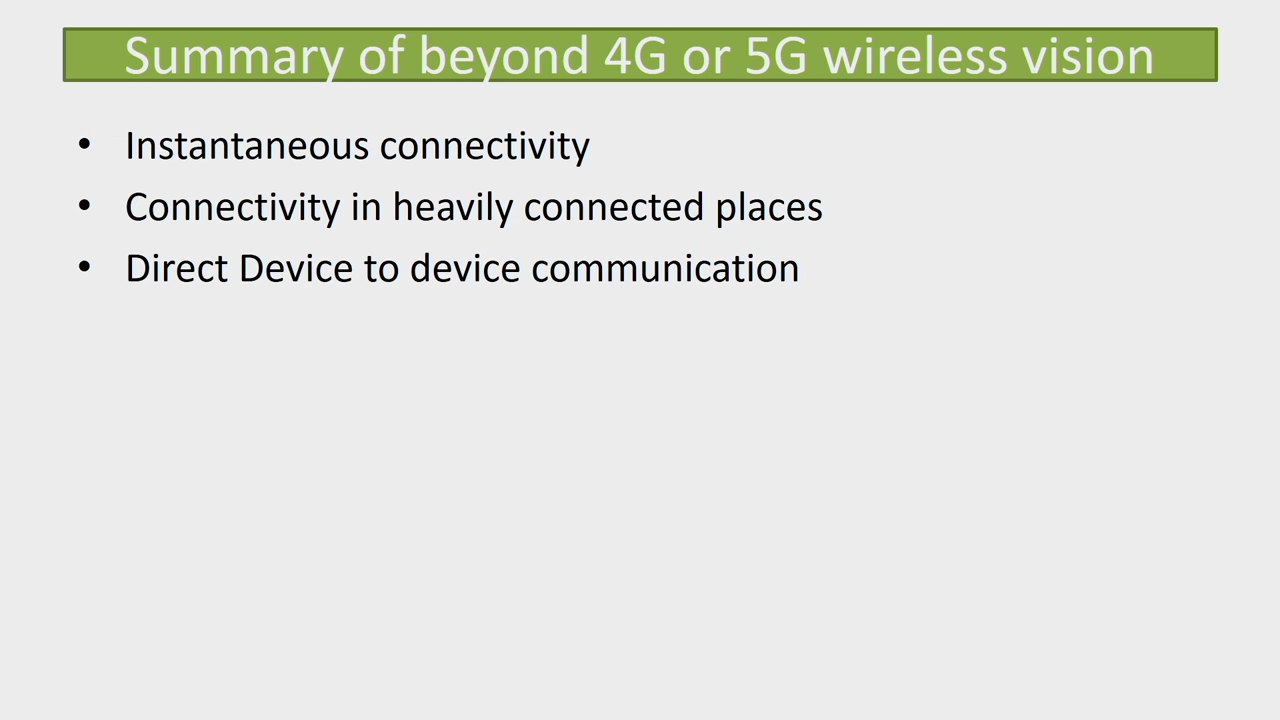 Summary of beyond 4G or 5G wireless vision
• Instantaneous connectivity
• Connectivity in heavily connected places
• Direct Device to device communication